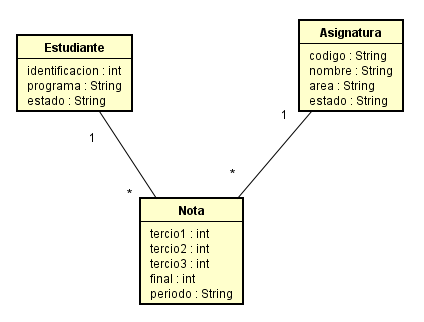 Estudiante
identificacion : int
programa : String
estado : String
Asignatura
codigo : String
nombre : String
area : String
estado : String
1
1
*
*
Nota
tercio1 : int
tercio2 : int
tercio3 : int
final : int
periodo : String